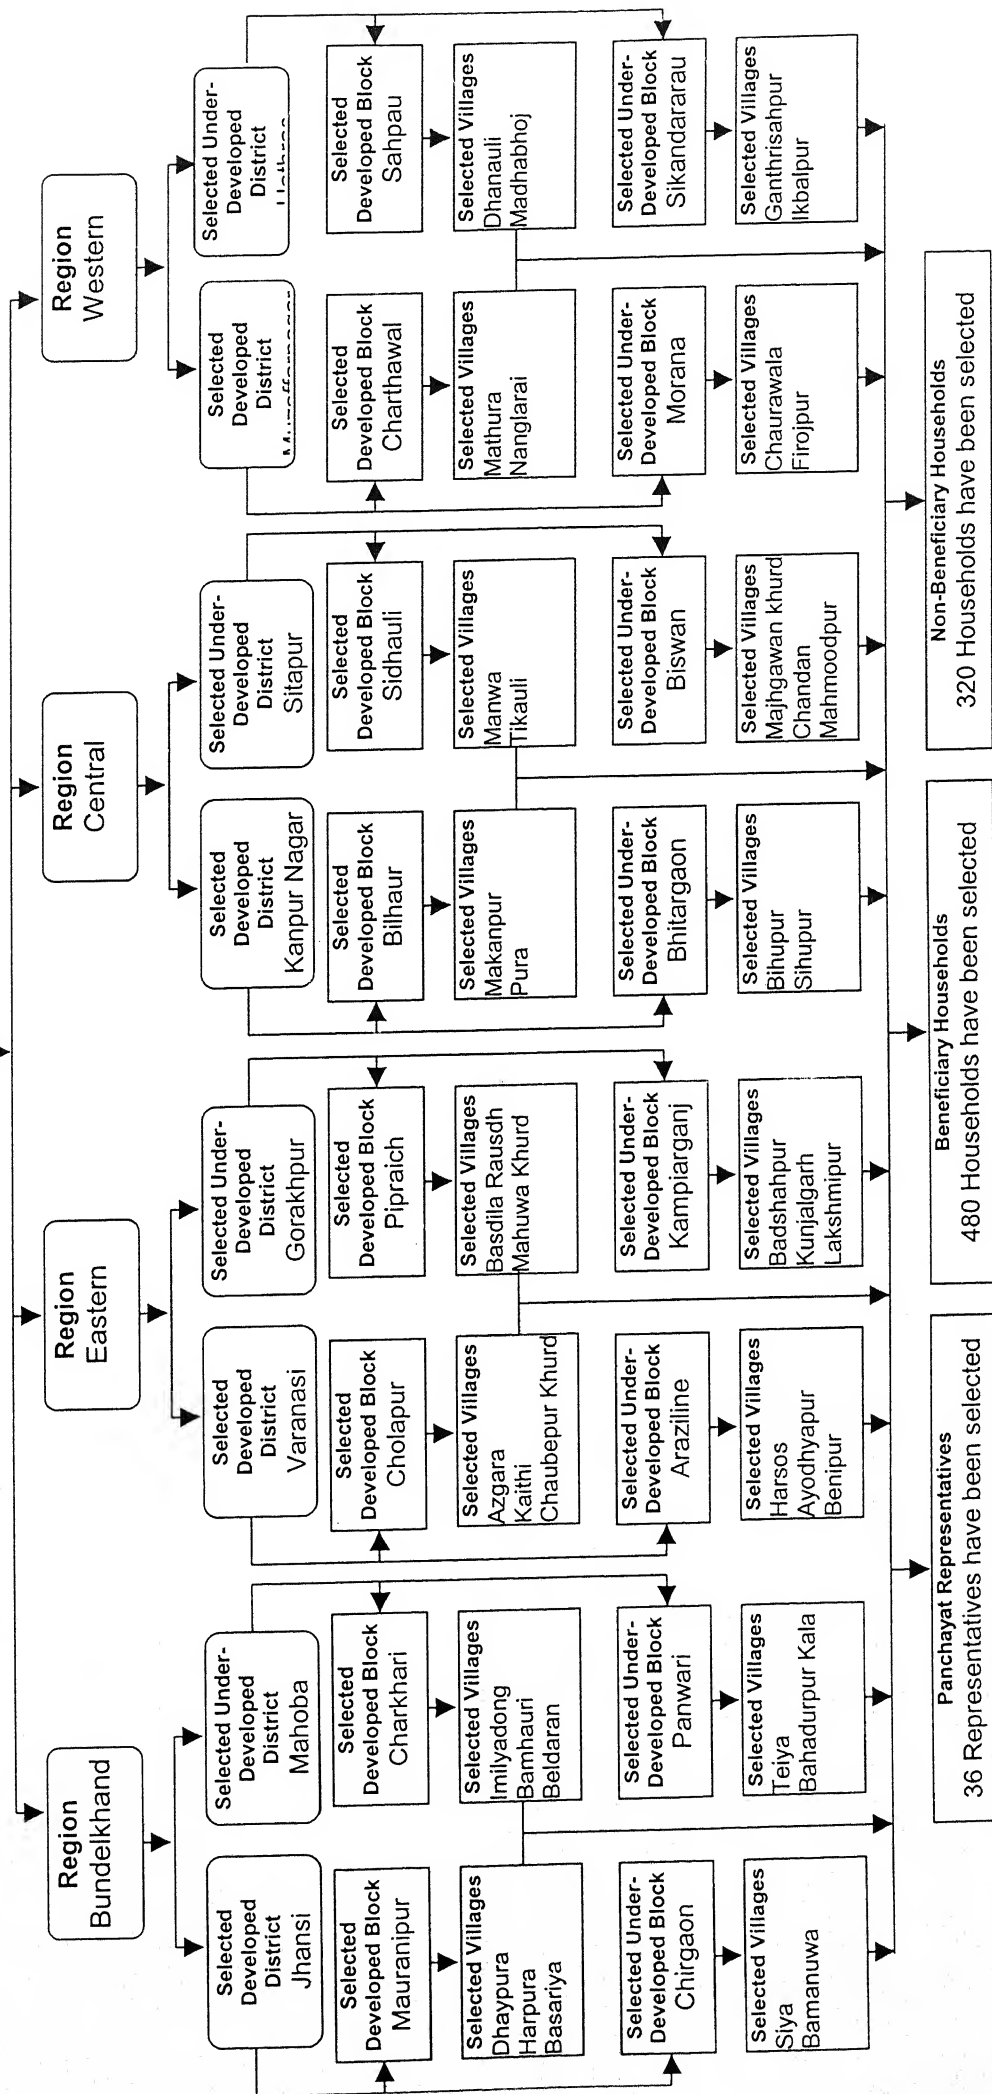 Region
Bundelkhand
Region
Eastern
Region
Central
Region
Western
Selected
Developed
District
Jhansi
Selected Under-
Developed
District
Mahoba
Selected
Developed
District
Varanasi
Selected Under-
Developed
District
Gorakhpur
Selected
Developed
District
Kanpur Nagar
Selected Under-
Developed
District
Sitapur
Selected
Developed
District
Selected Under-
Developed
District
Selected
Developed Block
Mauranipur
Selected
Developed Block
Charkhari
Selected
Developed Block
Cholapur
Selected
Developed Block
Pipraich
Selected
Developed Block
Bilhaur
Selected
Developed Block
Sidhauli
Selected
Developed Block
Charthawal
Selected
Developed Block
Sahpau
Selected Villages
Dhaypura
Harpura
Basariya
Selected Villages
Imilyadong
Bamhauri
Beldaran
Selected Villages
Azgara
Kaithi
Chaubepur Khurd
Selected Villages
Basdila Rausdh
Mahuwa Khurd
Selected Villages
Makanpur
Pura
Selected Villages
Manwa
Tikauli
Selected Villages
Mathura
Nanglarai
Selected Villages
Dhanauli
Madhabhoj
Selected Under-
Developed Block
Chirgaon
Selected Under-
Developed Block
Panwari
Selected Under-
Developed Block
Araziline
Selected Under-
Developed Block
Kampiarganj
Selected Under-
Developed Block
Bhitargaon
Selected Under-
Developed Block
Biswan
Selected Under-
Developed Block
Morana
Selected Under-
Developed Block
Sikandararau
Selected Villages
Siya
Bamanuwa
Selected Villages
Teiya
Bahadurpur Kala
Selected Villages
Harsos
Ayodhyapur
Benipur
Selected Villages
Badshahpur
Kunjalgarh
Lakshmipur
Selected Villages
Bihupur
Sihupur
Selected Villages
Majhgawan khurd
Chandan
Mahmoodpur
Selected Villages
Chaurawala
Firojpur
Selected Villages
Ganthrisahpur
Ikbalpur
Panchayat Representatives
36 Representatives have been selected
Beneficiary Households
480 Households have been selected
Non-Beneficiary Households
320 Households have been selected